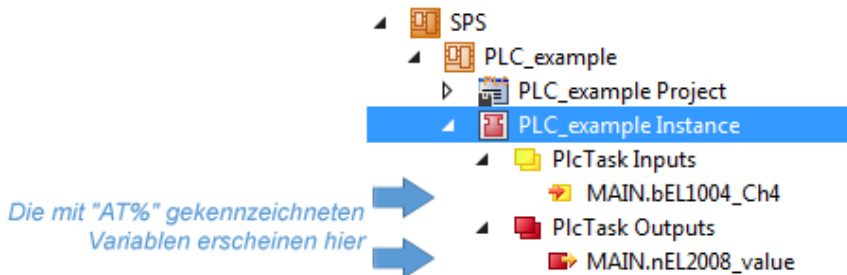 SPS
PLC_example
PLC_example Project
PLC_example Instance
PlcTask Inputs
MAIN.bEL1004_Ch4
Die mit "AT%" gekennzeichneten
Variablen erscheinen hier
PlcTask Outputs
MAIN.nEL2008_value